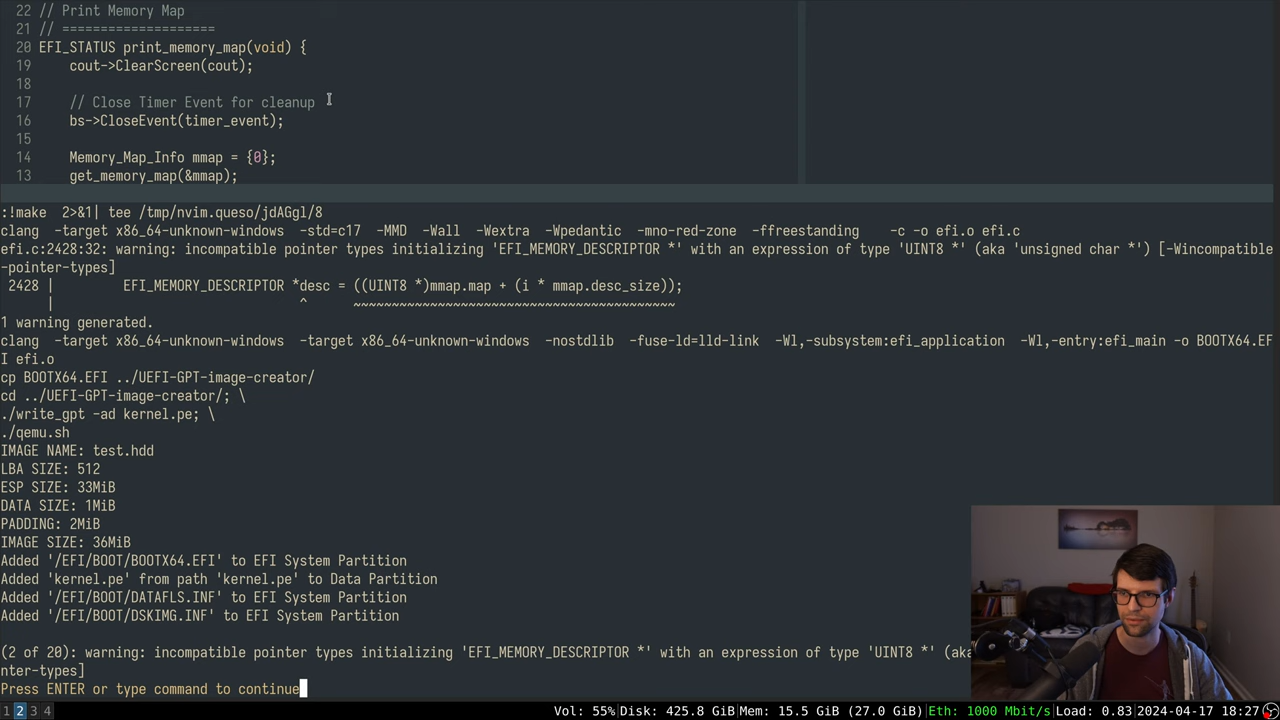 22 // Print Memory Map
21 // ====================
20 EFI_STATUS print_memory_map(void) {
19     cout->ClearScreen(cout);
18
17     // Close Timer Event for cleanup
16     bs->CloseEvent(timer_event);
15
14     Memory_Map_Info mmap = {0};
13     get_memory_map(&mmap);
:!make  2>&1| tee /tmp/nvim.queso/jdAGgl/8
clang  -target x86_64-unknown-windows  -std=c17  -MMD  -Wall  -Wextra  -Wpedantic  -mno-red-zone  -ffreestanding    -c -o efi.o efi.c
efi.c:2428:32: warning: incompatible pointer types initializing 'EFI_MEMORY_DESCRIPTOR *' with an expression of type 'UINT8 *' (aka 'unsigned char *') [-Wincompatible
-pointer-types]
 2428 |         EFI_MEMORY_DESCRIPTOR *desc = ((UINT8 *)mmap.map + (i * mmap.desc_size));
      |                                ^      ~~~~~~~~~~~~~~~~~~~~~~~~~~~~~~~~~~~~~~~~~~
1 warning generated.
clang  -target x86_64-unknown-windows  -target x86_64-unknown-windows  -nostdlib  -fuse-ld=lld-link  -Wl,-subsystem:efi_application  -Wl,-entry:efi_main -o BOOTX64.EF
I efi.o
cp BOOTX64.EFI ../UEFI-GPT-image-creator/
cd ../UEFI-GPT-image-creator/; \
./write_gpt -ad kernel.pe; \
./qemu.sh
IMAGE NAME: test.hdd
LBA SIZE: 512
ESP SIZE: 33MiB
DATA SIZE: 1MiB
PADDING: 2MiB
IMAGE SIZE: 36MiB
Added '/EFI/BOOT/BOOTX64.EFI' to EFI System Partition
Added 'kernel.pe' from path 'kernel.pe' to Data Partition
Added '/EFI/BOOT/DATAFLS.INF' to EFI System Partition
Added '/EFI/BOOT/DSKIMG.INF' to EFI System Partition
(2 of 20): warning: incompatible pointer types initializing 'EFI_MEMORY_DESCRIPTOR *' with an expression of type 'UINT8 *' (aka
nter-types]
Press ENTER or type command to continue
1 2 3 4 Vol: 55%|Disk: 425.8 GiB|Mem: 15.5 GiB (27.0 GiB)|Eth: 1000 Mbit/s|Load: 0.83|2024-04-17 18:27